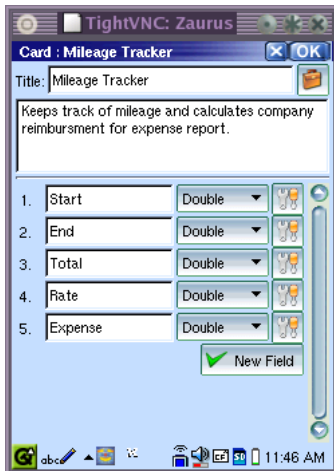 TightVNC: Zaurus
Card : Mileage Tracker
OK
Title: Mileage Tracker
Keeps track of mileage and calculates company
reimbursment for expense report.
1. Start Double
2. End Double
3. Total Double
4. Rate Double
5. Expense Double
New Field
abc 11:46 AM